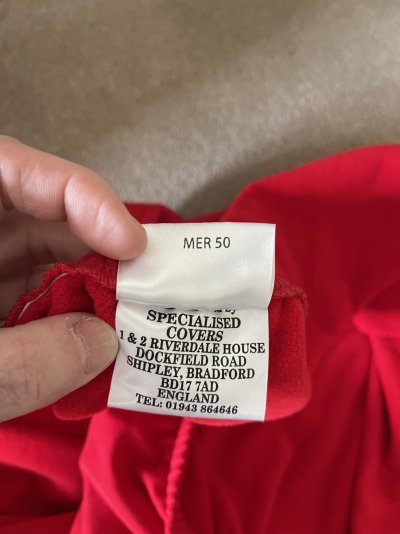 MER 50
SPECIALISED
COVERS
1 & 2 RIVERDALE HOUSE
DOCKFIELD ROAD
SHIPLEY, BRADFORD
BD17 7AD
ENGLAND
TEL: 01943 864646